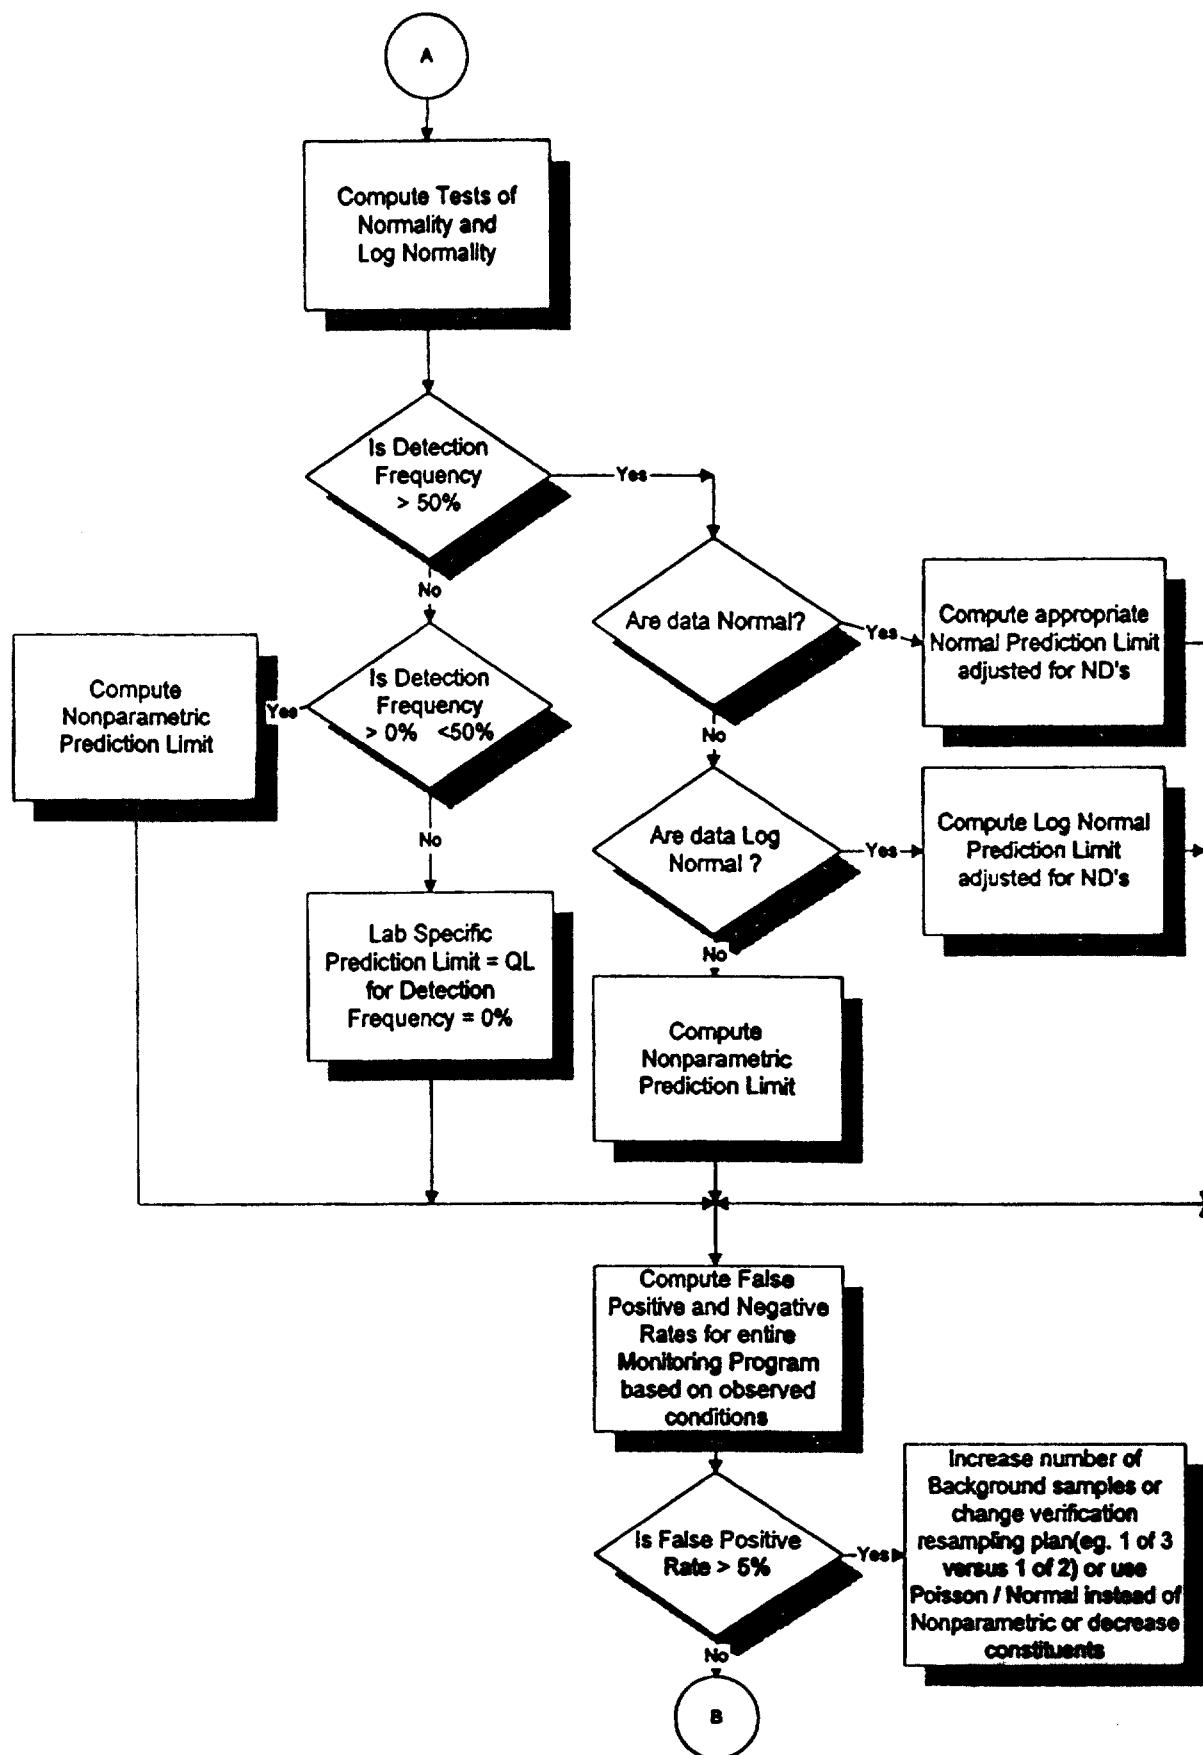 A
Compute Tests of
Normality and
Log Normality
Is Detection
Frequency
> 50%
Yes
No
Are data Normal?
Yes
Compute appropriate
Normal Prediction Limit
adjusted for ND's
Compute
Nonparametric
Prediction Limit
Yes
Is Detection
Frequency
> 0% <50%
No
No
Are data Log
Normal ?
Yes
Compute Log Normal
Prediction Limit
adjusted for ND's
Lab Specific
Prediction Limit = QL
for Detection
Frequency = 0%
No
Compute
Nonparametric
Prediction Limit
Compute False
Positive and Negative
Rates for entire
Monitoring Program
based on observed
conditions
Is False Positive
Rate > 5%
Yes
Increase number of
Background samples or
change verification
resampling plan(eg. 1 of 3
versus 1 of 2) or use
Poisson / Normal instead of
Nonparametric or decrease
constituents
No
B